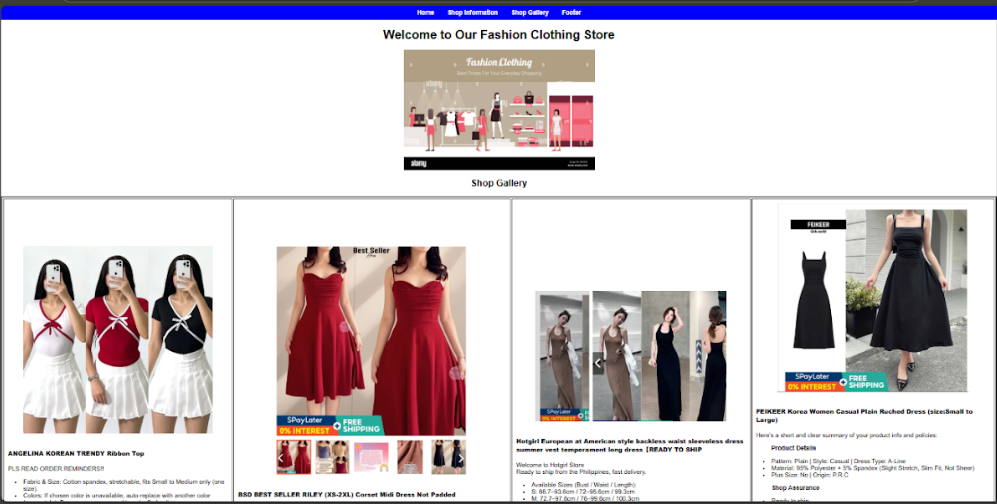 Home Shop Information Shop Gallery Footer
Welcome to Our Fashion Clothing Store
Fashion Clothing
Best Prices For Your Everyday Shopping
alamy
Shop Gallery
ANGELINA KOREAN TRENDY Ribbon Top
PLS READ ORDER REMINDERS!!!
Fabric & Size: Cotton spandex, stretchable, fits Small to Medium only (one
size).
Colors: If chosen color is unavailable, auto replace with another color
Best Seller
SPayLater
0% INTEREST
+
FREE
SHIPPING
BSD BEST SELLER RILEY (XS-2XL) Corset Midi Dress Not Padded
SPayLater
0% INTEREST
+
FREE
SHIPPING
Hotgirl European at American style backless waist sleeveless dress
summer vest temperament long dress [READY TO SHIP
Welcome to Hotgirl Store
Ready to ship from the Philippines, fast delivery.
Available Sizes (Bust / Waist / Length):
S: 68.7–93.6cm / 72–95.6cm / 99.3cm
M: 72.7–97.6cm / 76–99.6cm / 100.3cm
FEIKEER
SPayLater
0% INTEREST
+
FREE
SHIPPING
FEIKEER Korea Women Casual Plain Ruched Dress (size:Small to
Large)
Here's a short and clear summary of your product info and policies:
Product Details
Pattern: Plain | Style: Casual | Dress Type: A-Line
Material: 95% Polyester + 5% Spandex (Slight Stretch, Slim Fit, Not Sheer)
Plus Size: No | Origin: P.R.C
Shop Assurance
Ready to ship